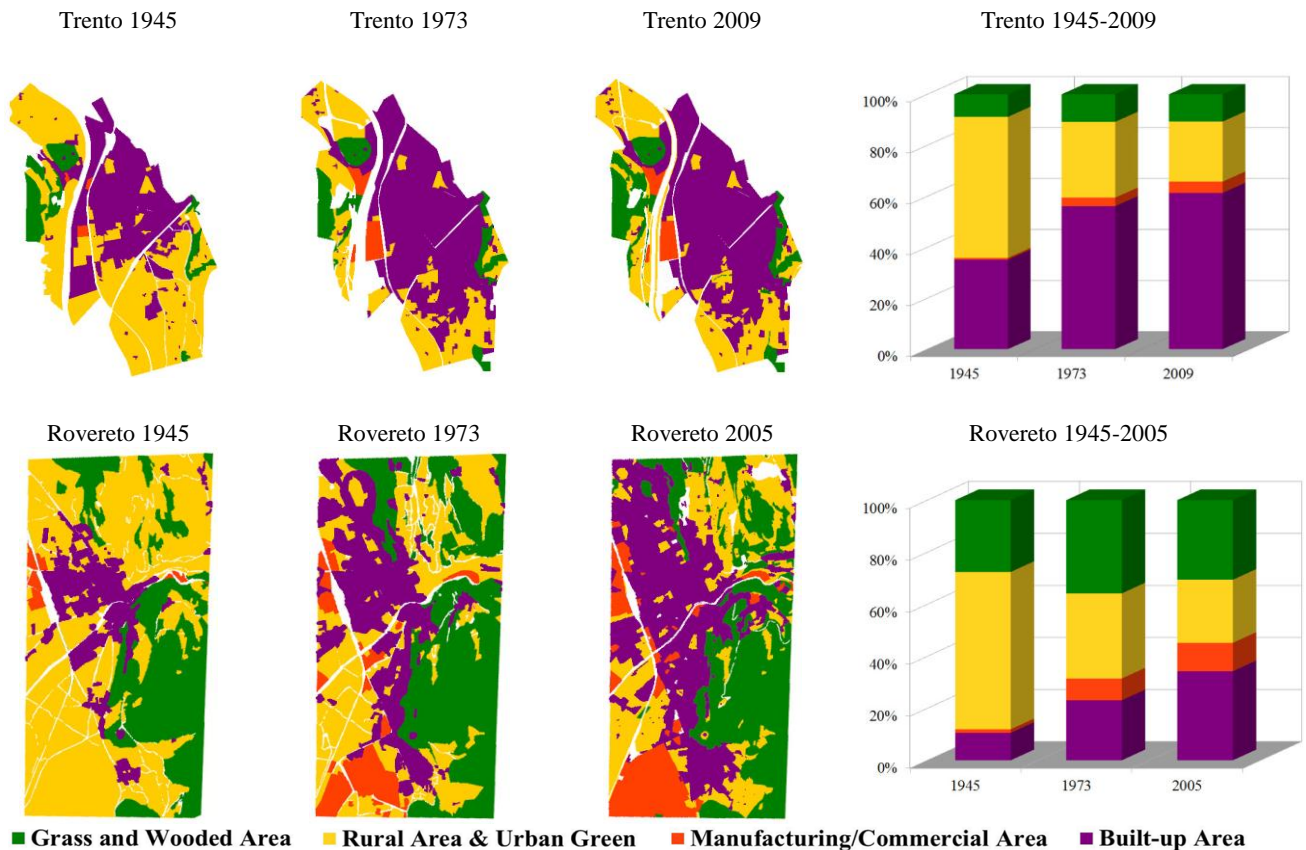 Trento 1945
Trento 1973
Trento 2009
Trento 1945-2009
100%
80%
60%
40%
20%
0%
1945
1973
2009
Rovereto 1945
Rovereto 1973
Rovereto 2005
Rovereto 1945-2005
100%
80%
60%
40%
20%
0%
1945
1973
2005
Grass and Wooded Area
Rural Area & Urban Green
Manufacturing/Commercial Area
Built-up Area